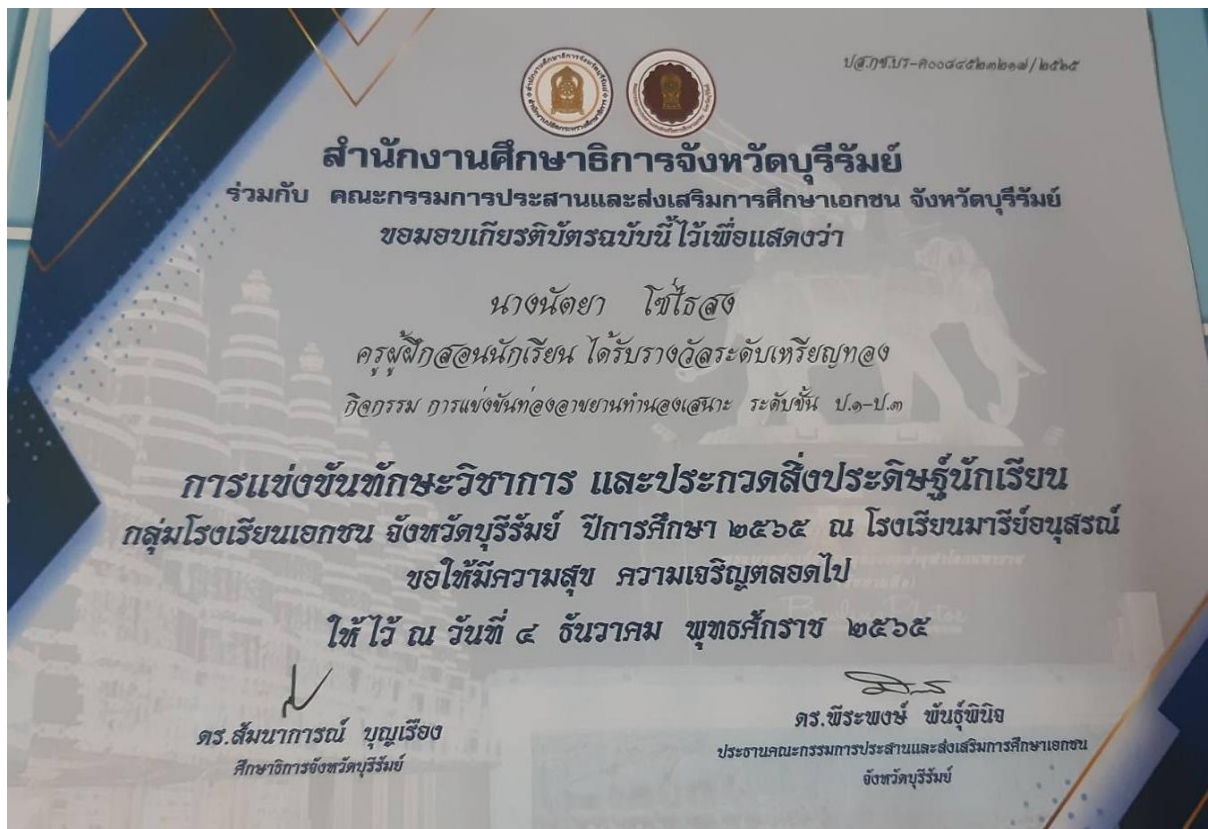 สำนักงานศึกษาธิการจังหวัดบุรีรัมย์
ร่วมกับ คณะกรรมการประสานและส่งเสริมการศึกษาเอกชน จังหวัดบุรีรัมย์
ขอมอบเกียรติบัตรฉบับนี้ไว้เพื่อแสดงว่า
นางนัตยา โซ่ไธสง
ครูผู้ฝึกสอนนักเรียน ได้รับรางวัลระดับเหรียญทอง
กิจกรรม การแข่งขันท่องอาขยานทำนองเสนาะ ระดับชั้น ป.๑-ป.๓
การแข่งขันทักษะวิชาการ และประกวดสิ่งประดิษฐ์นักเรียน
กลุ่มโรงเรียนเอกชน จังหวัดบุรีรัมย์ ปีการศึกษา ๒๕๖๕ ณ โรงเรียนมารีย์อนุสรณ์
ขอให้มีความสุข ความเจริญตลอดไป
ให้ไว้ ณ วันที่ ๔ ธันวาคม พุทธศักราช ๒๕๖๕
ดร.สัมนาการณ์ บุญเรือง
ศึกษาธิการจังหวัดบุรีรัมย์
ดร.พีระพงษ์ พันธุ์พินิจ
ประธานคณะกรรมการประสานและส่งเสริมการศึกษาเอกชน
จังหวัดบุรีรัมย์